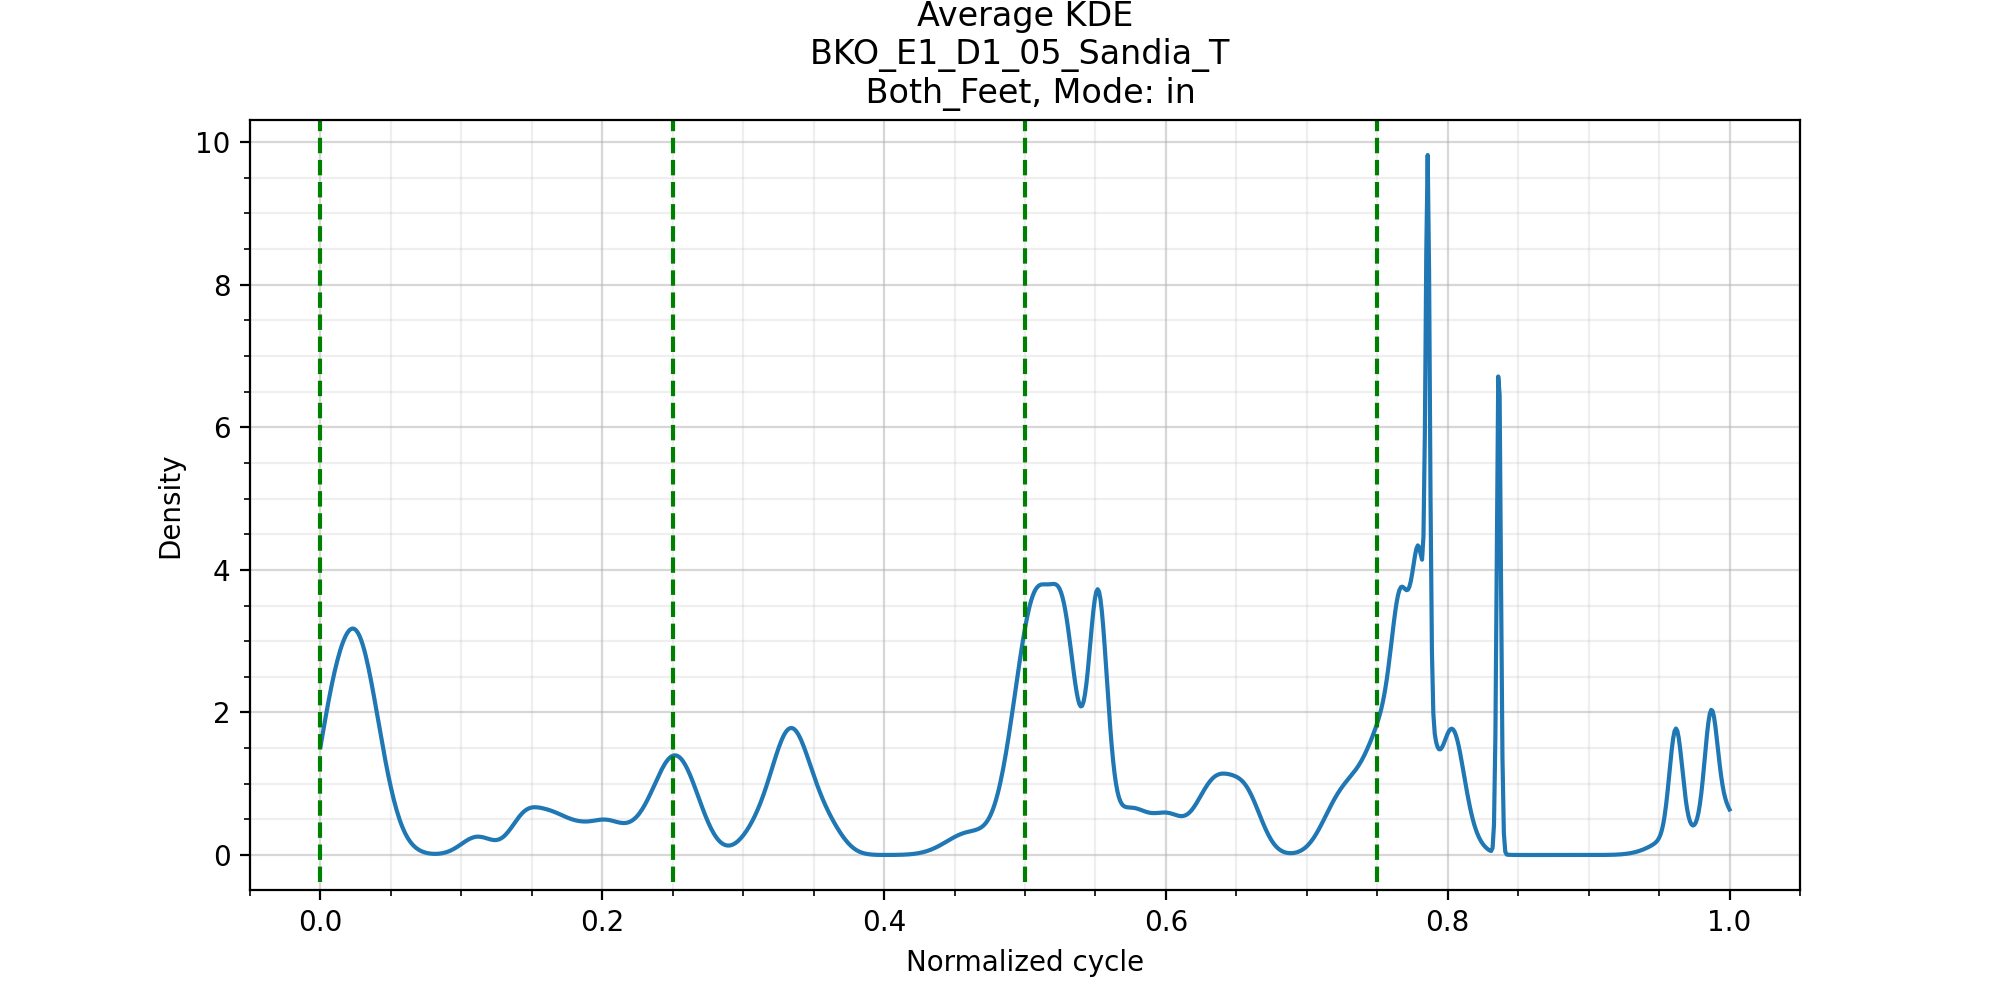 Average KDE
BKO_E1_D1_05_Sandia_T
Both_Feet, Mode: in
10
8
6
4
2
0
Density
0.0 0.2 0.4 0.6 0.8 1.0
Normalized cycle